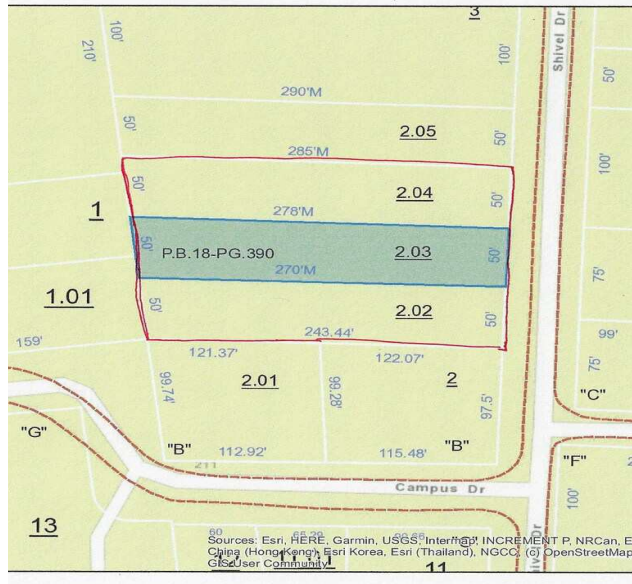 3
100'
210'
100'
Shivel Dr
50'
290'M
50'
2.05
50'
100'
285'M
50'
2.04
50'
278'M
1
50'
P.B.18-PG.390
2.03
50'
270'M
75'
1.01
50'
2.02
50'
243.44'
99'
159'
121.37'
122.07'
75'
99.74'
2.01
99.28'
2
97.5'
"C"
"G"
"B"
112.92'
115.48'
"B"
"F"
211
Campus Dr
100'
13
60
65.29
Sources: Esri, HERE, Garmin, USGS, Intermap, INCREMENT P, NRCan, E
China (Hong Kong), Esri Korea, Esri (Thailand), NGCC, (c) OpenStreetMap
GIS User Community
11